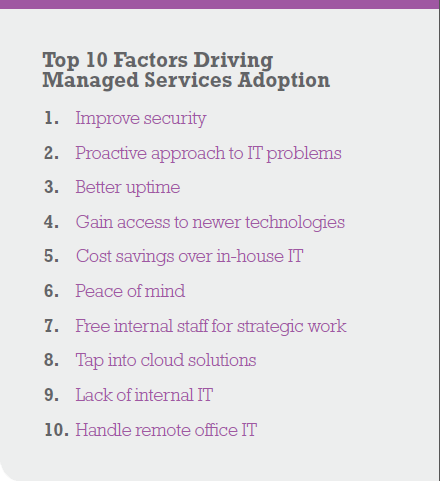 Top 10 Factors Driving
Managed Services Adoption
1. Improve security
2. Proactive approach to IT problems
3. Better uptime
4. Gain access to newer technologies
5. Cost savings over in-house IT
6. Peace of mind
7. Free internal staff for strategic work
8. Tap into cloud solutions
9. Lack of internal IT
10. Handle remote office IT